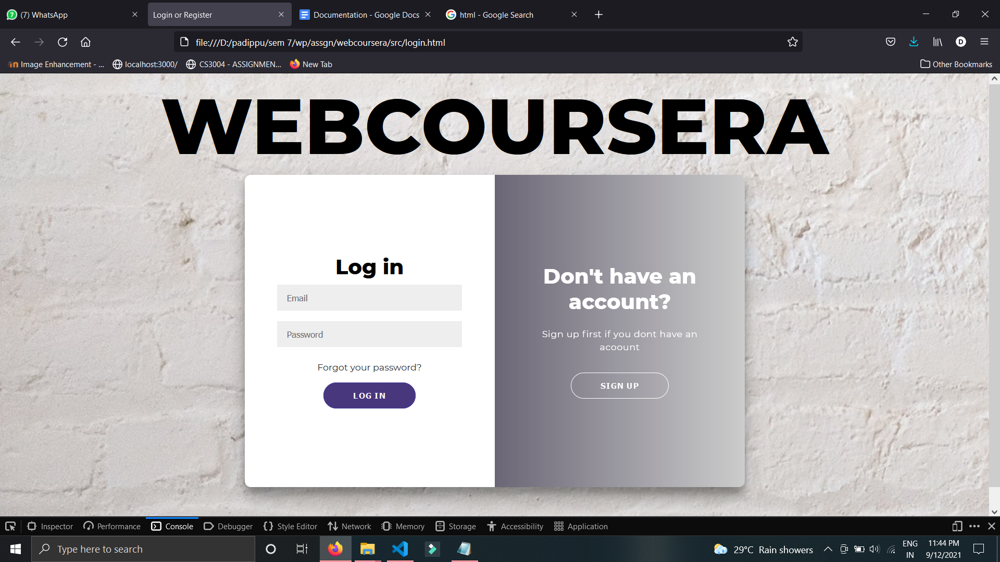 (7) WhatsApp
Login or Register
Documentation - Google Docs
html - Google Search
file:///D:/padippu/sem 7/wp/assgn/webcoursera/src/login.html
D
Image Enhancement - ...
localhost:3000/
CS3004 - ASSIGNMEN...
New Tab
Other Bookmarks
WEBCOURSERA
Log in
Email
Password
Forgot your password?
LOG IN
Don't have an
account?
Sign up first if you dont have an
acoount
SIGN UP
Inspector
Performance
Console
Debugger
Style Editor
Network
Memory
Storage
Accessibility
Application
Type here to search
29°C Rain showers
ENG
IN
11:44 PM
9/12/2021